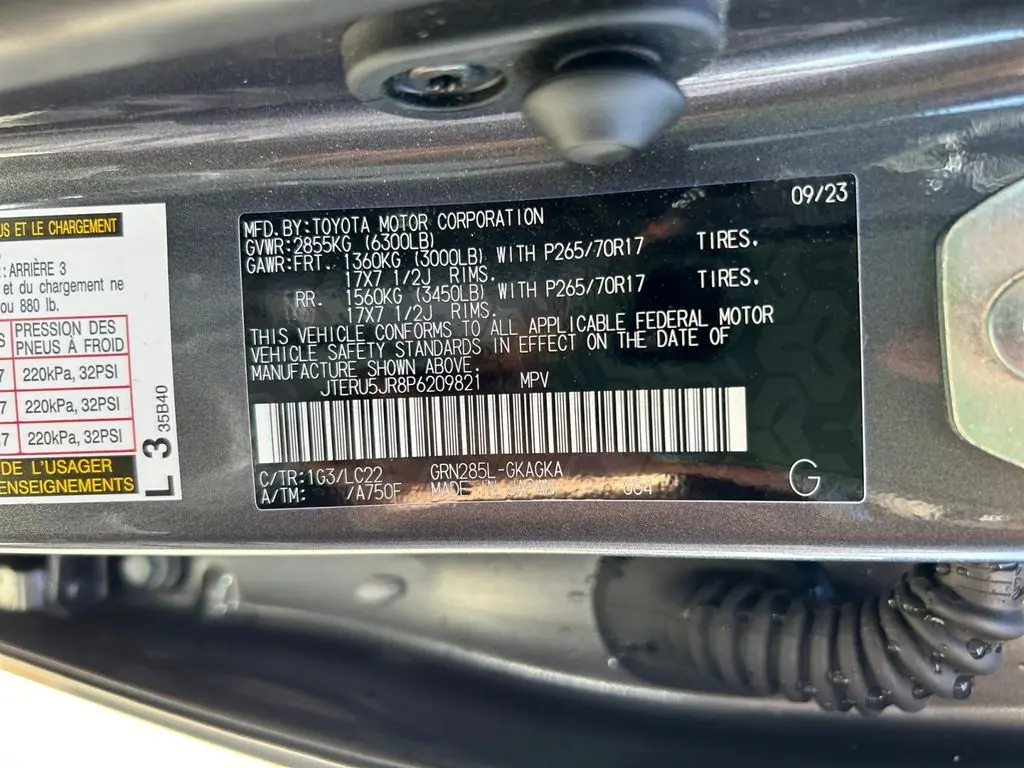 US ET LE CHARGEMENT
: ARRIÈRE 3
et du chargement ne
ou 880 lb.
PRESSION DES
PNEUS À FROID
220kPa, 32PSI
220kPa, 32PSI
220kPa, 32PSI
DE L'USAGER
ENSEIGNEMENTS
L 3 35B40
09/23
MFD.BY:TOYOTA MOTOR CORPORATION
GVWR:2855KG (6300LB)
GAWR:FRT. 1360KG (3000LB) WITH P265/70R17 TIRES.
17X7 1/2J RIMS.
RR. 1560KG (3450LB) WITH P265/70R17 TIRES.
17X7 1/2J RIMS.
THIS VEHICLE CONFORMS TO ALL APPLICABLE FEDERAL MOTOR
VEHICLE SAFETY STANDARDS IN EFFECT ON THE DATE OF
MANUFACTURE SHOWN ABOVE.
JTERU5JR8P6209821 MPV
C/TR:1G3/LC22 GRN285L-GKAGKA
A/TM: /A750F MADE IN JAPAN 664
G